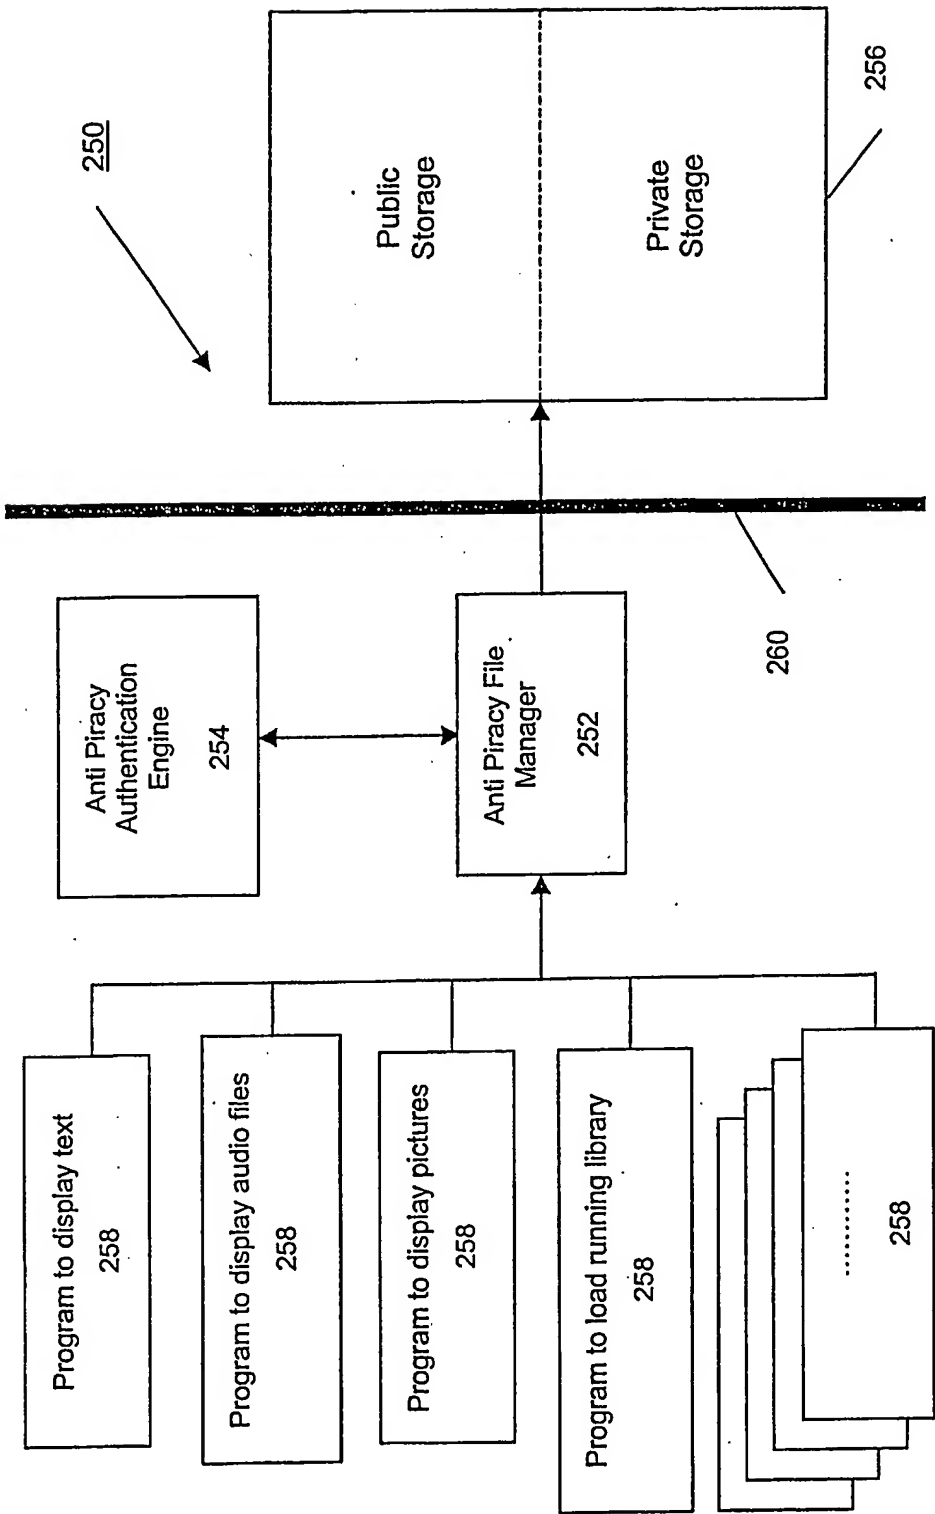 Program to display text
258
Program to display audio files
258
Program to display pictures
258
Program to load running library
258
...........
258
Anti Piracy
Authentication
Engine
254
Anti Piracy File
Manager
252
260
250
Public
Storage
Private
Storage
256